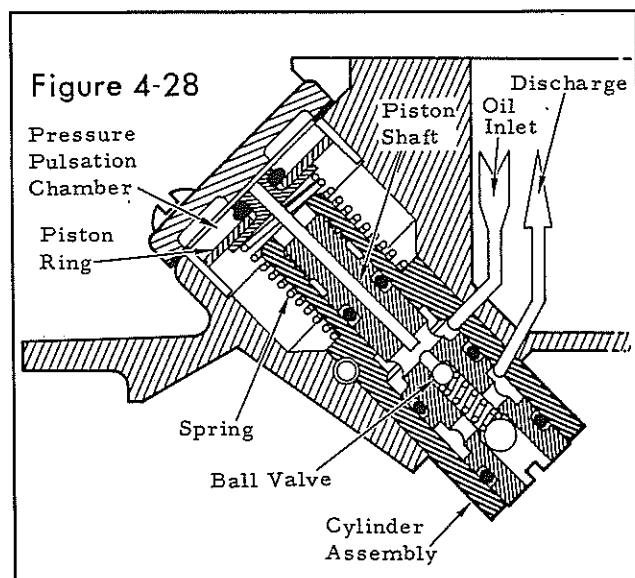 Figure 4-28
Discharge
Oil
Inlet
Piston
Shaft
Pressure
Pulsation
Chamber
Piston
Ring
Spring
Ball Valve
Cylinder
Assembly